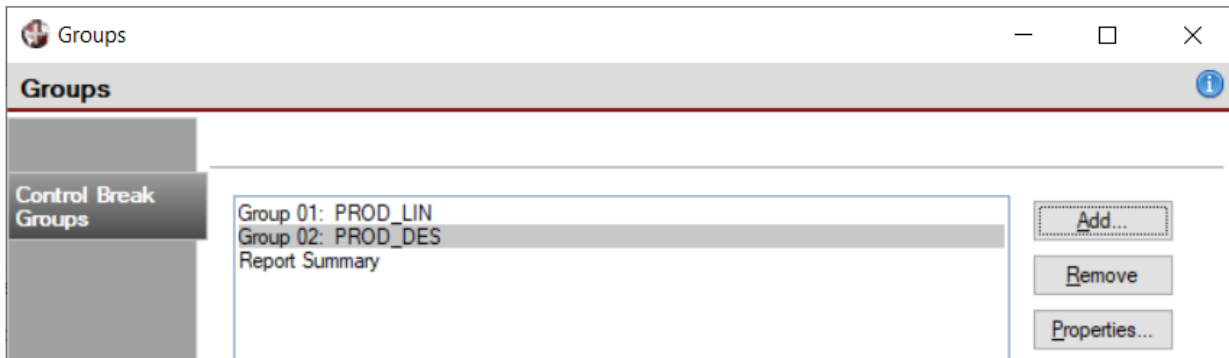 Groups
Groups
Control Break
Groups
Group 01: PROD_LIN
Group 02: PROD_DES
Report Summary
Add...
Remove
Properties...